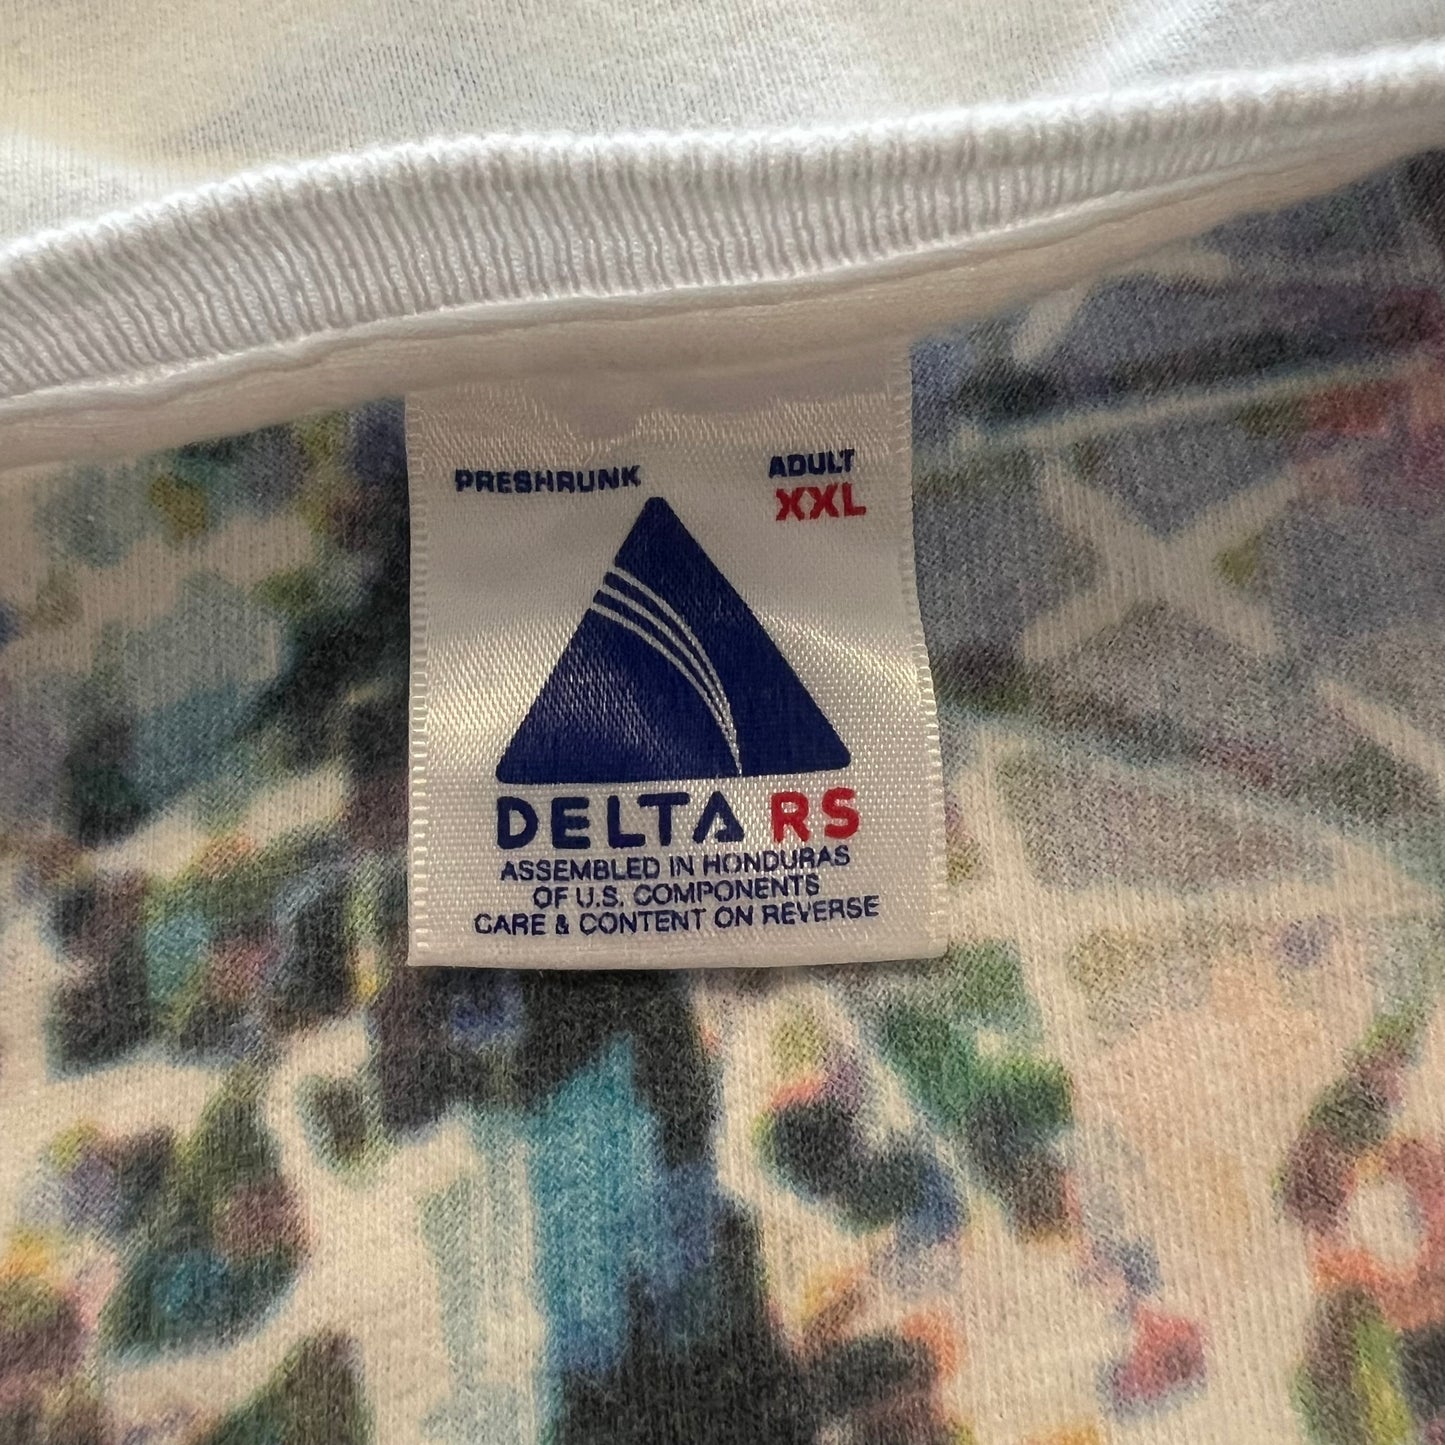 PRESHRUNK
ADULT
XXL
DELTA RS
ASSEMBLED IN HONDURAS
OF U.S. COMPONENTS
CARE & CONTENT ON REVERSE